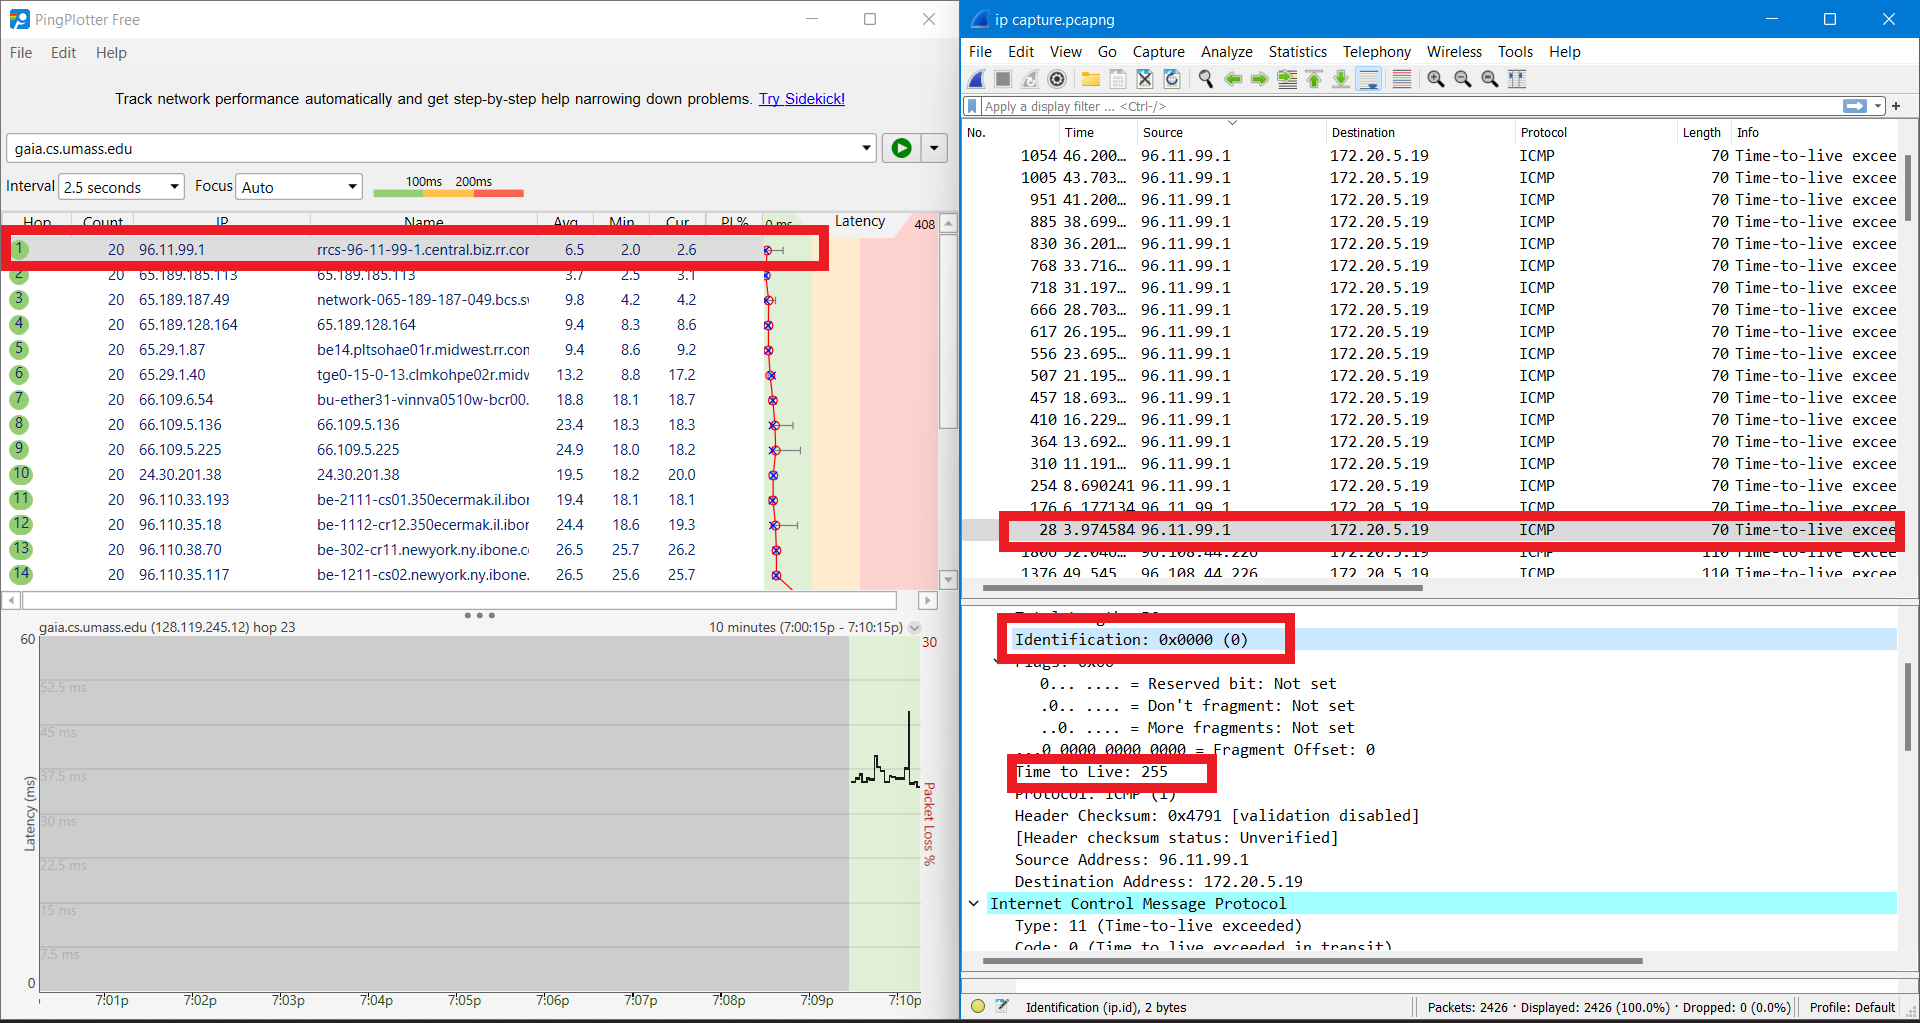 PingPlotter Free
File Edit Help
Track network performance automatically and get step-by-step help narrowing down problems. Try Sidekick!
gaia.cs.umass.edu
Interval 2.5 seconds Focus Auto 100ms 200ms
Hop Count IP Name Avg Min Cur PL% 0 ms Latency 408
1 20 96.11.99.1 rrcs-96-11-99-1.central.biz.rr.con 6.5 2.0 2.6
2 20 65.189.185.113 65.189.185.113 3.7 2.5 3.1
3 20 65.189.187.49 network-065-189-187-049.bcs.sv 9.8 4.2 4.2
4 20 65.189.128.164 65.189.128.164 9.4 8.3 8.6
5 20 65.29.1.87 be14.pltsohae01r.midwest.rr.con 9.4 8.6 9.2
6 20 65.29.1.40 tge0-15-0-13.clmkohpe02r.midw 13.2 8.8 17.2
7 20 66.109.6.54 bu-ether31-vinnva0510w-bcr00. 18.8 18.1 18.7
8 20 66.109.5.136 66.109.5.136 23.4 18.3 18.3
9 20 66.109.5.225 66.109.5.225 24.9 18.0 18.2
10 20 24.30.201.38 24.30.201.38 19.5 18.2 20.0
11 20 96.110.33.193 be-2111-cs01.350ecermak.il.ibon 19.4 18.1 18.1
12 20 96.110.35.18 be-1112-cr12.350ecermak.il.ibor 24.4 18.6 19.3
13 20 96.110.38.70 be-302-cr11.newyork.ny.ibone.c 26.5 25.7 26.2
14 20 96.110.35.117 be-1211-cs02.newyork.ny.ibone. 26.5 25.6 25.7
gaia.cs.umass.edu (128.119.245.12) hop 23 10 minutes (7:00:15p - 7:10:15p)
60 30
52.5 ms
45 ms
37.5 ms
30 ms
22.5 ms
15 ms
7.5 ms
0
Latency (ms)
Packet Loss %
7:01p 7:02p 7:03p 7:04p 7:05p 7:06p 7:07p 7:08p 7:09p 7:10p
ip capture.pcapng
File Edit View Go Capture Analyze Statistics Telephony Wireless Tools Help
Apply a display filter ... <Ctrl-/>
No. Time Source Destination Protocol Length Info
1054 46.200... 96.11.99.1 172.20.5.19 ICMP 70 Time-to-live excee
1005 43.703... 96.11.99.1 172.20.5.19 ICMP 70 Time-to-live excee
951 41.200... 96.11.99.1 172.20.5.19 ICMP 70 Time-to-live excee
885 38.699... 96.11.99.1 172.20.5.19 ICMP 70 Time-to-live excee
830 36.201... 96.11.99.1 172.20.5.19 ICMP 70 Time-to-live excee
768 33.716... 96.11.99.1 172.20.5.19 ICMP 70 Time-to-live excee
718 31.197... 96.11.99.1 172.20.5.19 ICMP 70 Time-to-live excee
666 28.703... 96.11.99.1 172.20.5.19 ICMP 70 Time-to-live excee
617 26.195... 96.11.99.1 172.20.5.19 ICMP 70 Time-to-live excee
556 23.695... 96.11.99.1 172.20.5.19 ICMP 70 Time-to-live excee
507 21.195... 96.11.99.1 172.20.5.19 ICMP 70 Time-to-live excee
457 18.693... 96.11.99.1 172.20.5.19 ICMP 70 Time-to-live excee
410 16.229... 96.11.99.1 172.20.5.19 ICMP 70 Time-to-live excee
364 13.692... 96.11.99.1 172.20.5.19 ICMP 70 Time-to-live excee
310 11.191... 96.11.99.1 172.20.5.19 ICMP 70 Time-to-live excee
254 8.690241 96.11.99.1 172.20.5.19 ICMP 70 Time-to-live excee
176 6.177134 96.11.99.1 172.20.5.19 ICMP 70 Time-to-live excee
28 3.974584 96.11.99.1 172.20.5.19 ICMP 70 Time-to-live excee
1806 52.046... 96.108.44.226 172.20.5.19 ICMP 110 Time-to-live excee
1376 49.545... 96.108.44.226 172.20.5.19 ICMP 110 Time-to-live excee
Identification: 0x0000 (0)
Flags: 0x00
0... .... = Reserved bit: Not set
.0.. .... = Don't fragment: Not set
..0. .... = More fragments: Not set
...0 0000 0000 0000 = Fragment Offset: 0
Time to Live: 255
Protocol: ICMP (1)
Header Checksum: 0x4791 [validation disabled]
[Header checksum status: Unverified]
Source Address: 96.11.99.1
Destination Address: 172.20.5.19
Internet Control Message Protocol
Type: 11 (Time-to-live exceeded)
Code: 0 (Time to live exceeded in transit)
Identification (ip.id), 2 bytes Packets: 2426 · Displayed: 2426 (100.0%) · Dropped: 0 (0.0%) Profile: Default